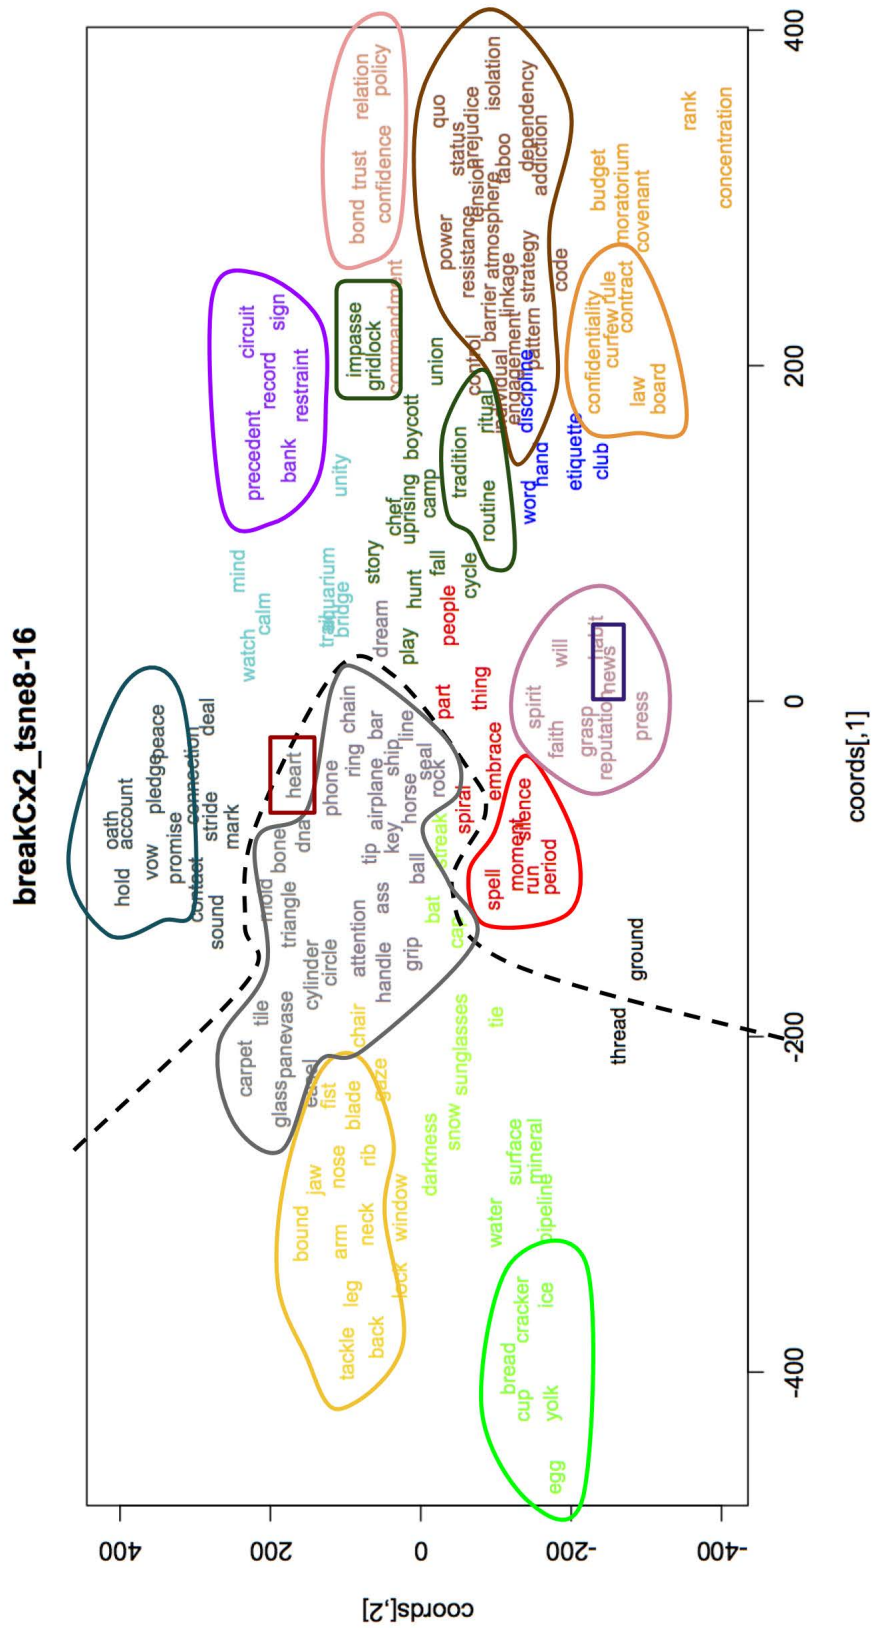 breakCx2_tsne8-16
coords[,2]
400
200
0
-200
-400
-400
-200
0
200
400
coords[,1]
hold
oath
account
vow
pledge
peace
promise
contact
connection
sound
stride
deal
mark
mind
watch
calm
precedent
circuit
record
sign
bank
restraint
unity
carpet
tile
mold
bone
heart
glass
pane
vase
triangle
dna
cylinder
circle
phone
aquarium
bridge
chain
ring
bar
airplane
line
ship
seal
rock
horse
key
tip
ball
attention
ass
handle
grip
dream
story
easel
chair
fist
blade
gaze
bound
jaw
nose
rib
arm
neck
window
leg
lock
tackle
back
impasse
gridlock
commandment
bond
trust
relation
policy
confidence
union
boycott
chef
uprising
camp
play
hunt
fall
cycle
people
part
thing
embrace
spiral
streak
bat
cap
tie
sunglasses
snow
darkness
water
surface
mineral
pipeline
bread
cracker
cup
ice
yolk
egg
tradition
ritual
routine
control
individual
engagement
discipline
pattern
strategy
linkage
barrier
atmosphere
resistance
tension
power
quo
status
prejudice
isolation
taboo
dependency
addiction
code
word
hand
etiquette
club
spell
moment
silence
run
period
spirit
will
faith
grasp
habit
reputation
news
press
thread
ground
budget
moratorium
covenant
confidentiality
curfew
rule
contract
law
board
rank
concentration